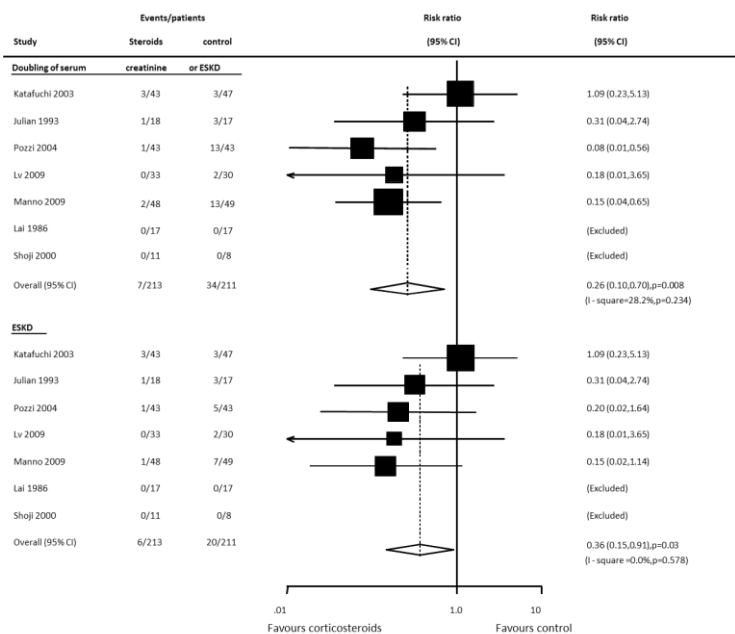 Events/patients Risk ratio Risk ratio
Study Steroids control (95% CI) (95% CI)
Doubling of serum creatinine or ESKD
Katafuchi 2003 3/43 3/47 1.09 (0.23,5.13)
Julian 1993 1/18 3/17 0.31 (0.04,2.74)
Pozzi 2004 1/43 13/43 0.08 (0.01,0.56)
Lv 2009 0/33 2/30 0.18 (0.01,3.65)
Manno 2009 2/48 13/49 0.15 (0.04,0.65)
Lai 1986 0/17 0/17 (Excluded)
Shoji 2000 0/11 0/8 (Excluded)
Overall (95% CI) 7/213 34/211 0.26 (0.10,0.70),p=0.008
(I - square=28.2%,p=0.234)
ESKD
Katafuchi 2003 3/43 3/47 1.09 (0.23,5.13)
Julian 1993 1/18 3/17 0.31 (0.04,2.74)
Pozzi 2004 1/43 5/43 0.20 (0.02,1.64)
Lv 2009 0/33 2/30 0.18 (0.01,3.65)
Manno 2009 1/48 7/49 0.15 (0.02,1.14)
Lai 1986 0/17 0/17 (Excluded)
Shoji 2000 0/11 0/8 (Excluded)
Overall (95% CI) 6/213 20/211 0.36 (0.15,0.91),p=0.03
(I - square =0.0%,p=0.578)
.01 1.0 10
Favours corticosteroids Favours control